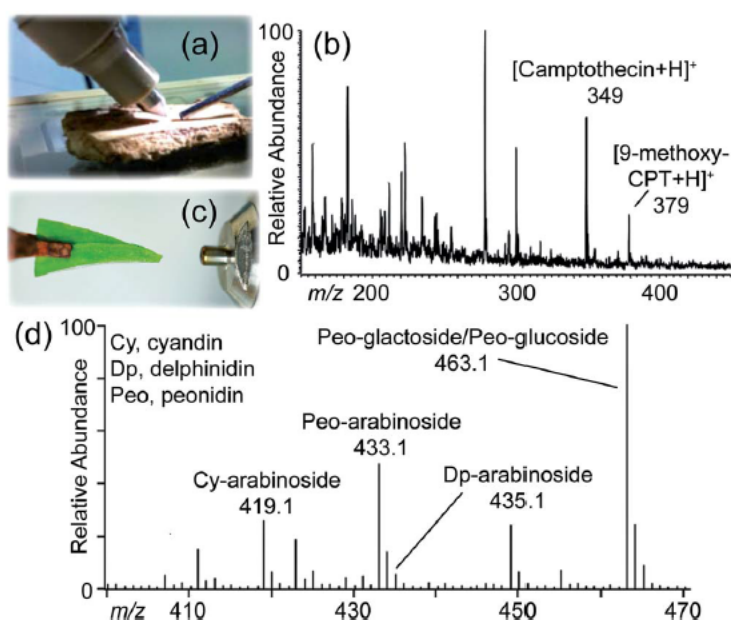 (a)
(b)
100
Relative Abundance
0
[Camptothecin+H]+
349
[9-methoxy-
CPT+H]+
379
m/z 200 300 400
(c)
(d)
100
Relative Abundance
0
Cy, cyandin
Dp, delphinidin
Peo, peonidin
Peo-glactoside/Peo-glucoside
463.1
Peo-arabinoside
433.1
Dp-arabinoside
435.1
Cy-arabinoside
419.1
m/z 410 430 450 470